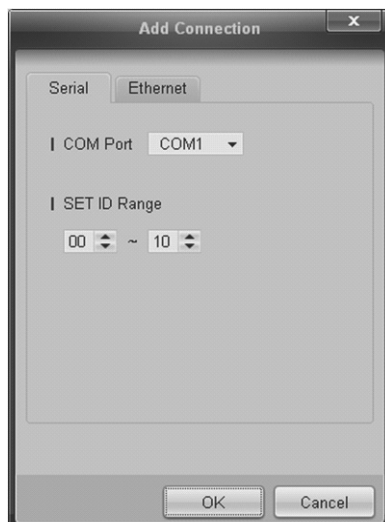 Add Connection x
Serial Ethernet
COM Port COM1
SET ID Range
00 ~ 10
OK Cancel